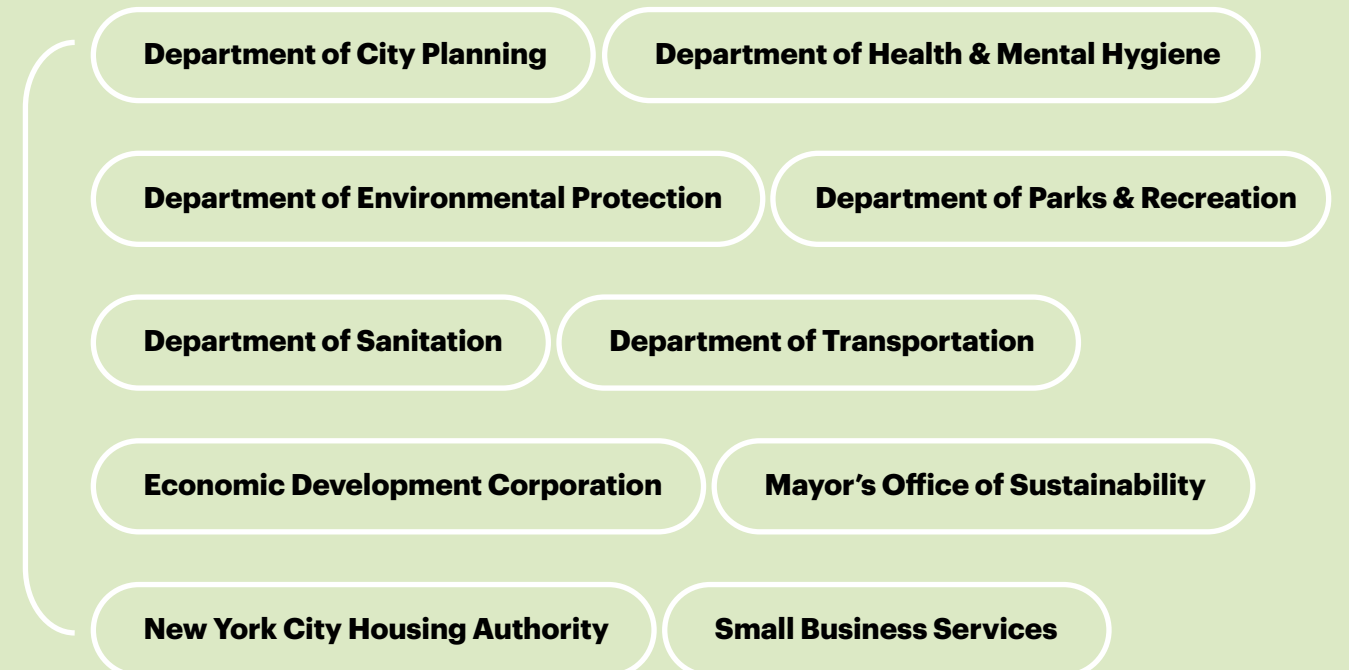 Department of City Planning
Department of Health & Mental Hygiene
Department of Environmental Protection
Department of Parks & Recreation
Department of Sanitation
Department of Transportation
Economic Development Corporation
Mayor’s Office of Sustainability
New York City Housing Authority
Small Business Services